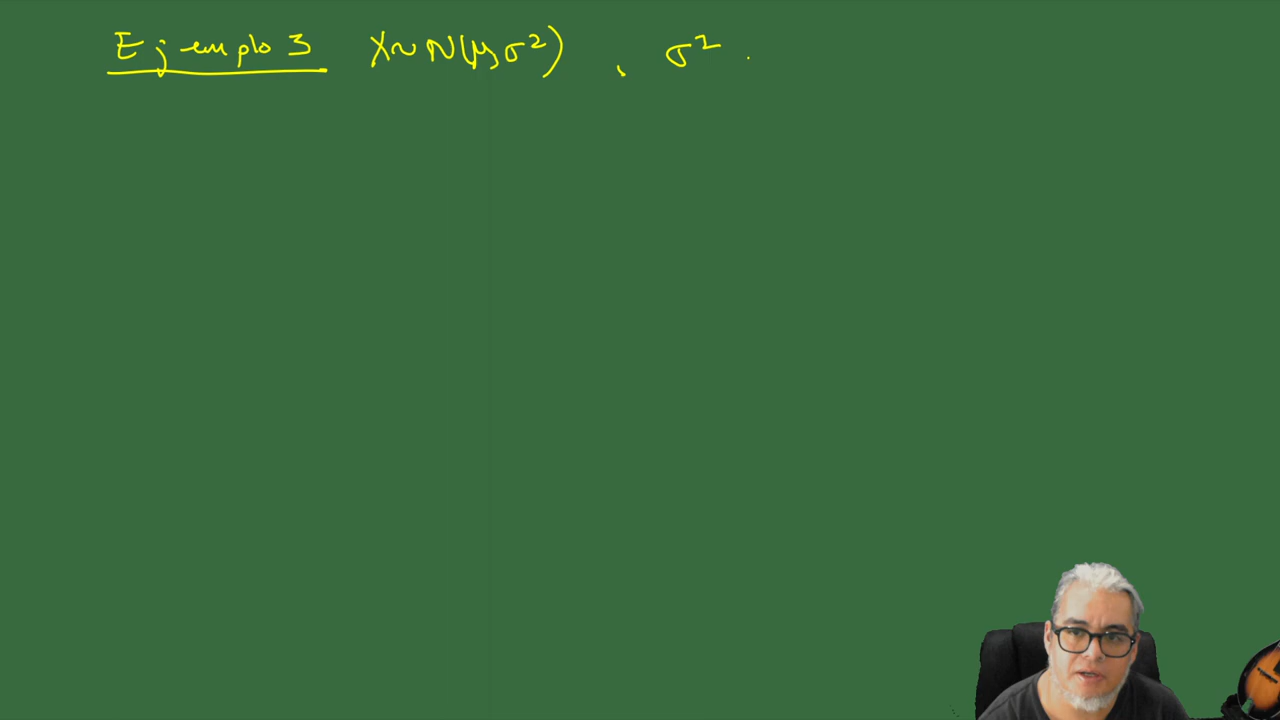 Ejemplo 3 X~N(μ,σ²) , σ² .